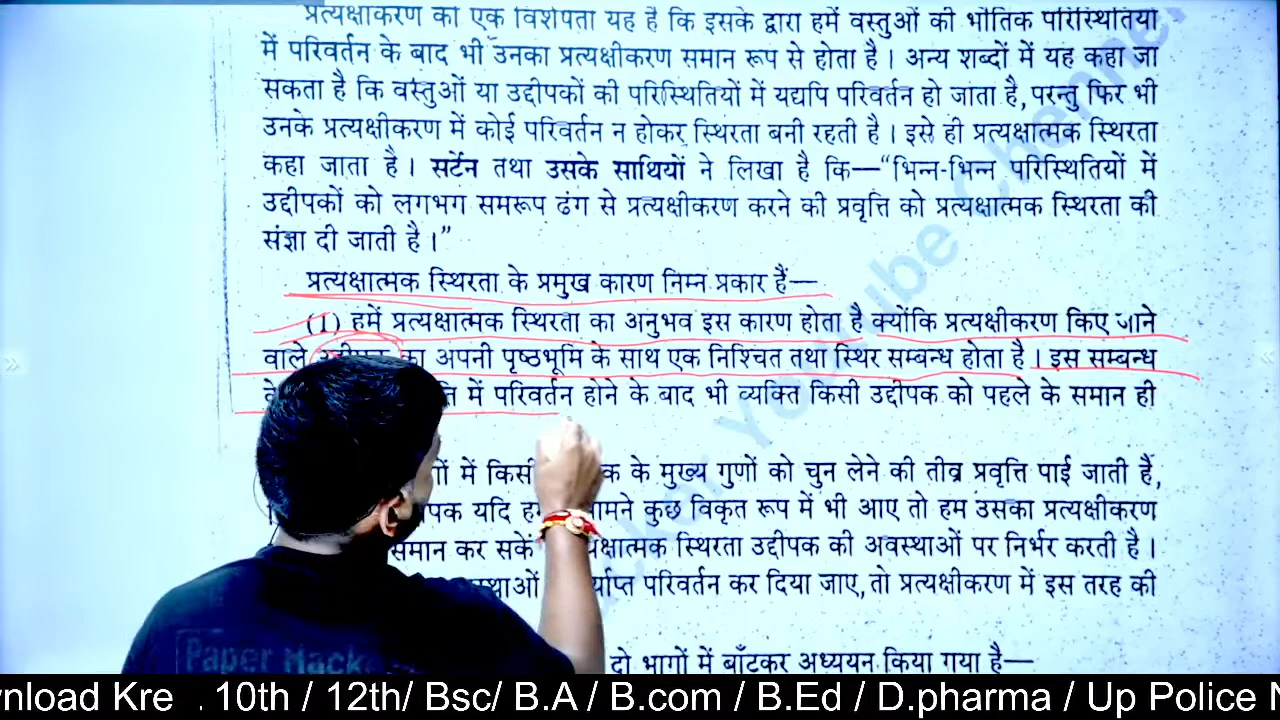 प्रत्यक्षीकरण की एक विशेषता यह है कि इसके द्वारा हमें वस्तुओं की भौतिक परिस्थितियों
में परिवर्तन के बाद भी उनका प्रत्यक्षीकरण समान रूप से होता है। अन्य शब्दों में यह कहा जा
सकता है कि वस्तुओं या उद्दीपकों की परिस्थितियों में यद्यपि परिवर्तन हो जाता है, परन्तु फिर भी
उनके प्रत्यक्षीकरण में कोई परिवर्तन न होकर स्थिरता बनी रहती है। इसे ही प्रत्यक्षात्मक स्थिरता
कहा जाता है। सर्टेन तथा उसके साथियों ने लिखा है कि—“भिन्न-भिन्न परिस्थितियों में
उद्दीपकों को लगभग समरूप ढंग से प्रत्यक्षीकरण करने की प्रवृत्ति को प्रत्यक्षात्मक स्थिरता की
संज्ञा दी जाती है।”
प्रत्यक्षात्मक स्थिरता के प्रमुख कारण निम्न प्रकार हैं—
(1) हमें प्रत्यक्षात्मक स्थिरता का अनुभव इस कारण होता है क्योंकि प्रत्यक्षीकरण किए जाने
वाले का अपनी पृष्ठभूमि के साथ एक निश्चित तथा स्थिर सम्बन्ध होता है। इस सम्बन्ध
में परिवर्तन होने के बाद भी व्यक्ति किसी उद्दीपक को पहले के समान ही
में किसी के मुख्य गुणों को चुन लेने की तीव्र प्रवृत्ति पाई जाती है,
यदि कुछ विकृत रूप में भी आए तो हम उसका प्रत्यक्षीकरण
समान कर सकें स्थिरता उद्दीपक की अवस्थाओं पर निर्भर करती है।
परिवर्तन कर दिया जाए, तो प्रत्यक्षीकरण में इस तरह की
दो भागों में बाँटकर अध्ययन किया गया है—
Youtube Channel
Paper Hack
wnload Kre . 10th / 12th/ Bsc/ B.A / B.com / B.Ed / D.pharma / Up Police N